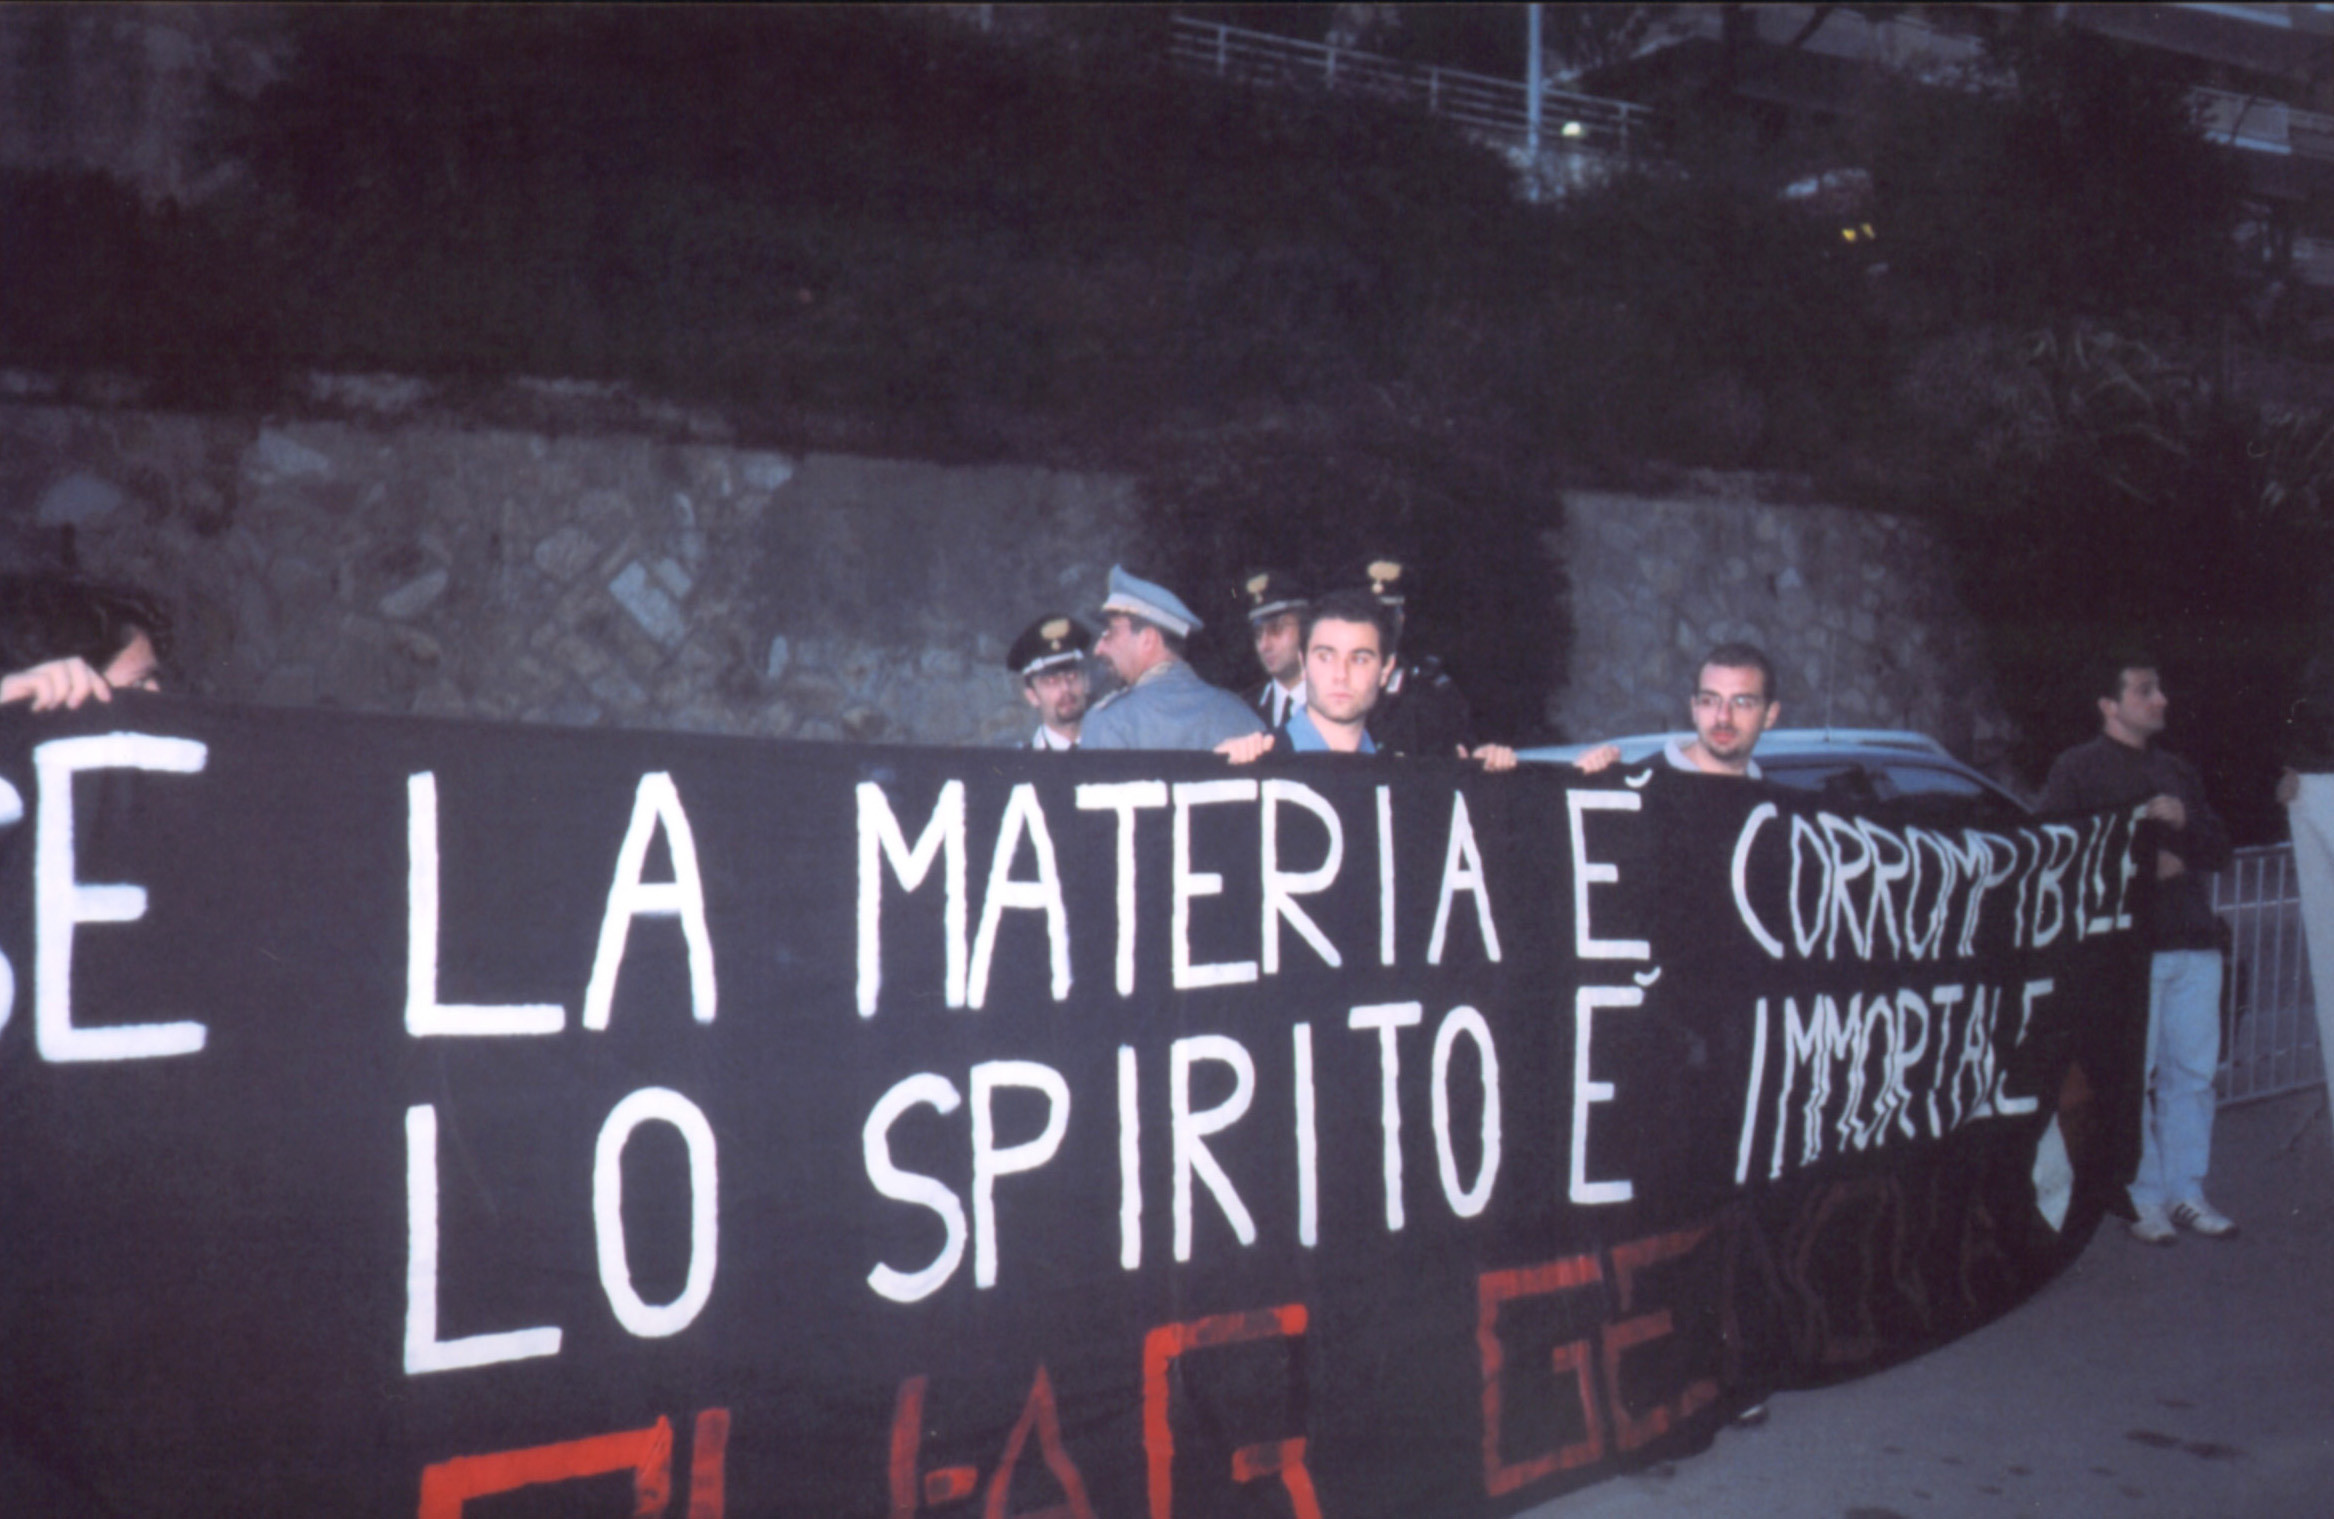 SE LA MATERIA È CORROMPIBILE
LO SPIRITO È IMMORTALE